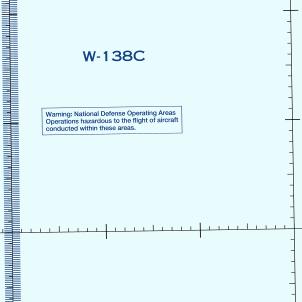 W-138C
Warning: National Defense Operating Areas
Operations hazardous to the flight of aircraft
conducted within these areas.